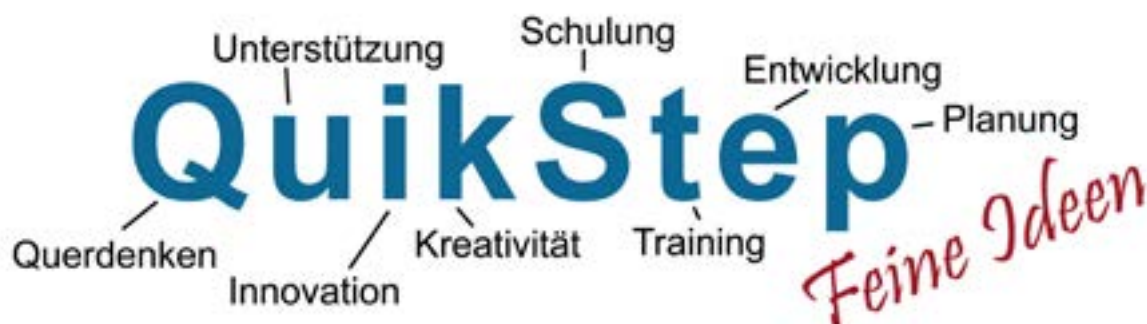 Unterstützung
Schulung
Entwicklung
Planung
QuikStep
Querdenken
Innovation
Kreativität
Training
Feine Ideen